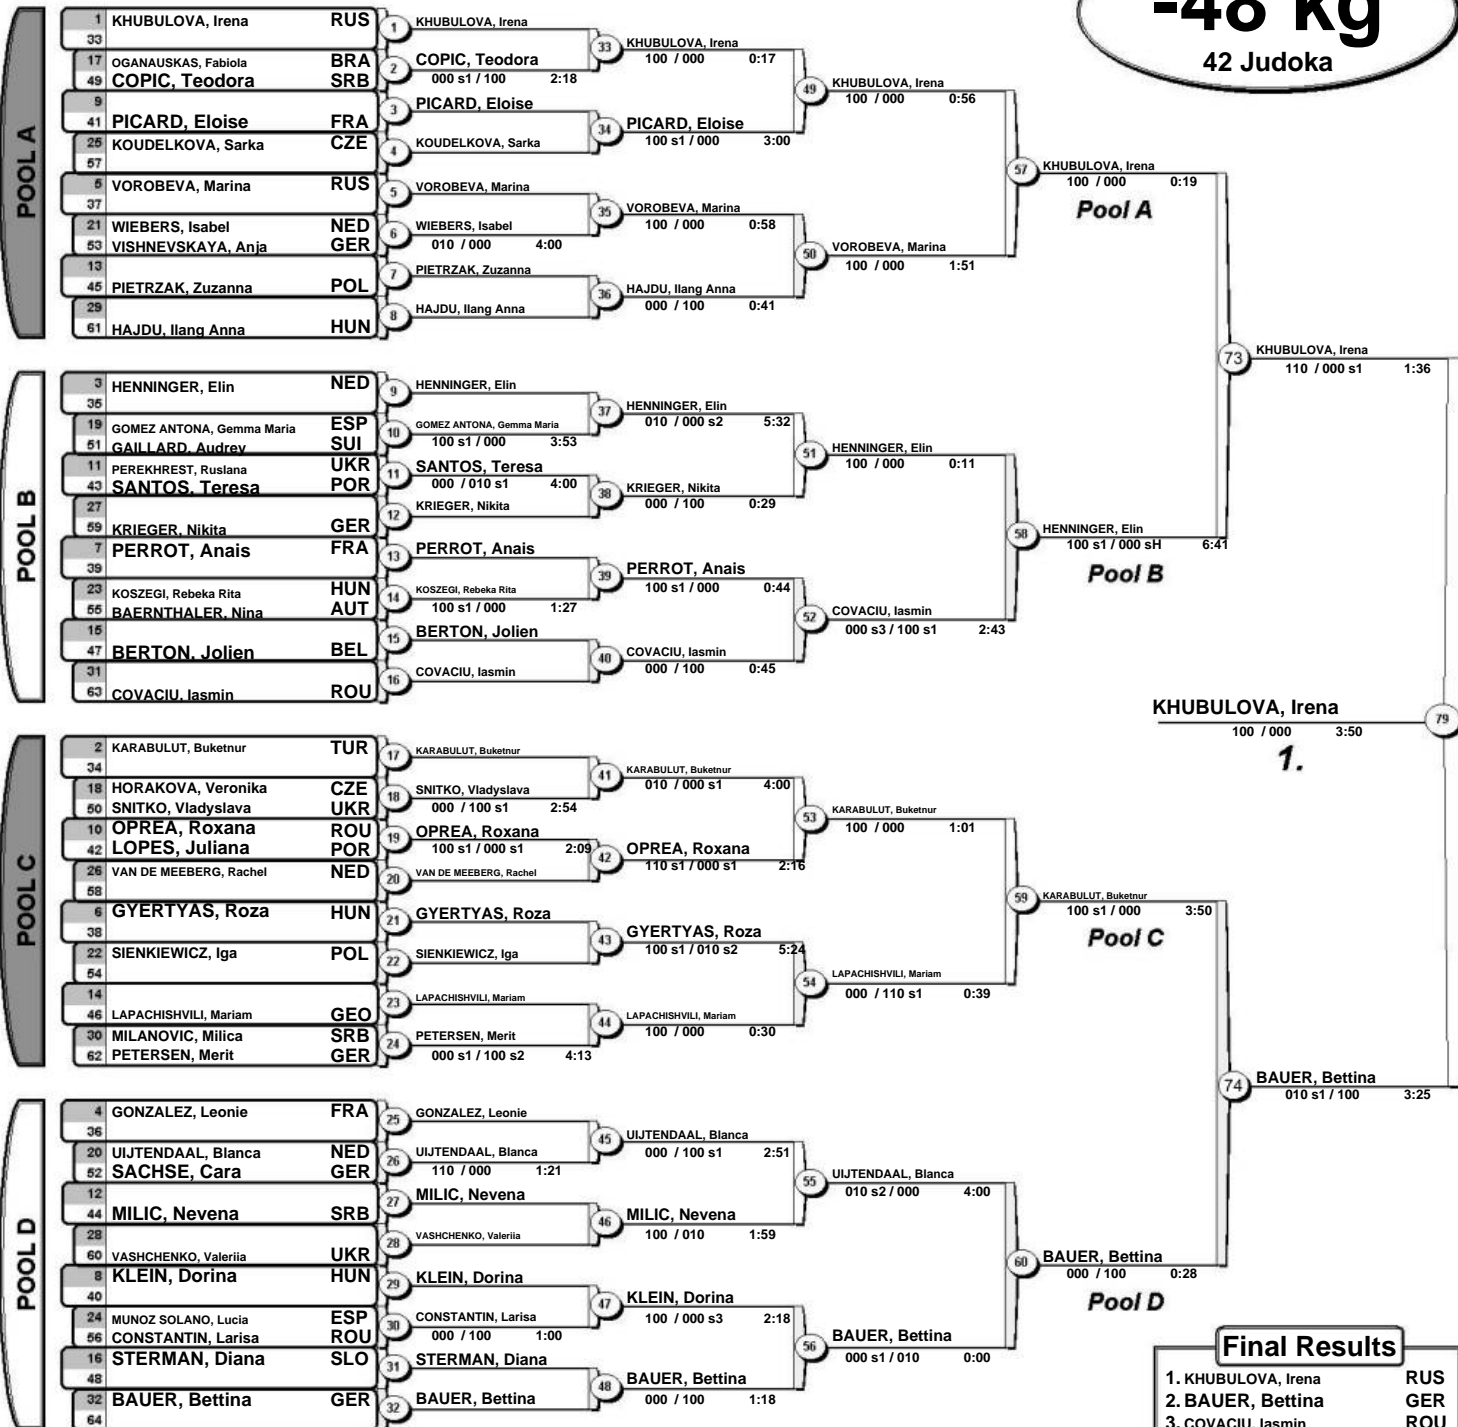 -48 kg
42 Judoka
POOL A
1 KHUBULOVA, Irena RUS
33
17 OGANAUSKAS, Fabiola BRA
49 COPIC, Teodora SRB
9
41 PICARD, Eloise FRA
25 KOUDELKOVA, Sarka CZE
57
5 VOROBEVA, Marina RUS
37
21 WIEBERS, Isabel NED
53 VISHNEVSKAYA, Anja GER
13
45 PIETRZAK, Zuzanna POL
29
61 HAJDU, Ilang Anna HUN
1 KHUBULOVA, Irena
2 COPIC, Teodora
000 s1 / 100 2:18
3 PICARD, Eloise
4 KOUDELKOVA, Sarka
5 VOROBEVA, Marina
6 WIEBERS, Isabel
010 / 000 4:00
7 PIETRZAK, Zuzanna
8 HAJDU, Ilang Anna
33 KHUBULOVA, Irena
100 / 000 0:17
34 PICARD, Eloise
100 s1 / 000 3:00
35 VOROBEVA, Marina
100 / 000 0:58
36 HAJDU, Ilang Anna
000 / 100 0:41
49 KHUBULOVA, Irena
100 / 000 0:56
50 VOROBEVA, Marina
100 / 000 1:51
57 KHUBULOVA, Irena
100 / 000 0:19
Pool A
POOL B
3 HENNINGER, Elin NED
35
19 GOMEZ ANTONA, Gemma Maria ESP
51 GAILLARD, Audrey SUI
11 PEREKHREST, Ruslana UKR
43 SANTOS, Teresa POR
27
59 KRIEGER, Nikita GER
7 PERROT, Anais FRA
39
23 KOSZEGI, Rebeka Rita HUN
55 BAERNTHALER, Nina AUT
15
47 BERTON, Jolien BEL
31
63 COVACIU, Iasmin ROU
9 HENNINGER, Elin
10 GOMEZ ANTONA, Gemma Maria
100 s1 / 000 3:53
11 SANTOS, Teresa
000 / 010 s1 4:00
12 KRIEGER, Nikita
13 PERROT, Anais
14 KOSZEGI, Rebeka Rita
100 s1 / 000 1:27
15 BERTON, Jolien
16 COVACIU, Iasmin
37 HENNINGER, Elin
010 / 000 s2 5:32
38 KRIEGER, Nikita
000 / 100 0:29
39 PERROT, Anais
100 s1 / 000 0:44
40 COVACIU, Iasmin
000 / 100 0:45
51 HENNINGER, Elin
100 / 000 0:11
52 COVACIU, Iasmin
000 s3 / 100 s1 2:43
58 HENNINGER, Elin
100 s1 / 000 sH 6:41
Pool B
73 KHUBULOVA, Irena
110 / 000 s1 1:36
KHUBULOVA, Irena 79
100 / 000 3:50
1.
POOL C
2 KARABULUT, Buketnur TUR
34
18 HORAKOVA, Veronika CZE
50 SNITKO, Vladyslava UKR
10 OPREA, Roxana ROU
42 LOPES, Juliana POR
26 VAN DE MEEBERG, Rachel NED
58
6 GYERTYAS, Roza HUN
38
22 SIENKIEWICZ, Iga POL
54
14
46 LAPACHISHVILI, Mariam GEO
30 MILANOVIC, Milica SRB
62 PETERSEN, Merit GER
17 KARABULUT, Buketnur
18 SNITKO, Vladyslava
000 / 100 s1 2:54
19 OPREA, Roxana
100 s1 / 000 s1 2:09
20 VAN DE MEEBERG, Rachel
21 GYERTYAS, Roza
22 SIENKIEWICZ, Iga
23 LAPACHISHVILI, Mariam
24 PETERSEN, Merit
000 s1 / 100 s2 4:13
41 KARABULUT, Buketnur
010 / 000 s1 4:00
42 OPREA, Roxana
110 s1 / 000 s1 2:16
43 GYERTYAS, Roza
100 s1 / 010 s2 5:24
44 LAPACHISHVILI, Mariam
100 / 000 0:30
53 KARABULUT, Buketnur
100 / 000 1:01
54 LAPACHISHVILI, Mariam
000 / 110 s1 0:39
59 KARABULUT, Buketnur
100 s1 / 000 3:50
Pool C
POOL D
4 GONZALEZ, Leonie FRA
36
20 UIJTENDAAL, Blanca NED
52 SACHSE, Cara GER
12
44 MILIC, Nevena SRB
28
60 VASHCHENKO, Valeriia UKR
8 KLEIN, Dorina HUN
40
24 MUNOZ SOLANO, Lucia ESP
56 CONSTANTIN, Larisa ROU
16 STERMAN, Diana SLO
48
32 BAUER, Bettina GER
64
25 GONZALEZ, Leonie
26 UIJTENDAAL, Blanca
110 / 000 1:21
27 MILIC, Nevena
28 VASHCHENKO, Valeriia
29 KLEIN, Dorina
30 CONSTANTIN, Larisa
000 / 100 1:00
31 STERMAN, Diana
32 BAUER, Bettina
45 UIJTENDAAL, Blanca
000 / 100 s1 2:51
46 MILIC, Nevena
100 / 010 1:59
47 KLEIN, Dorina
100 / 000 s3 2:18
48 BAUER, Bettina
000 / 100 1:18
55 UIJTENDAAL, Blanca
010 s2 / 000 4:00
56 BAUER, Bettina
000 s1 / 010 0:00
60 BAUER, Bettina
000 / 100 0:28
Pool D
74 BAUER, Bettina
010 s1 / 100 3:25
Final Results
1. KHUBULOVA, Irena RUS
2. BAUER, Bettina GER
3. COVACIU, Iasmin ROU